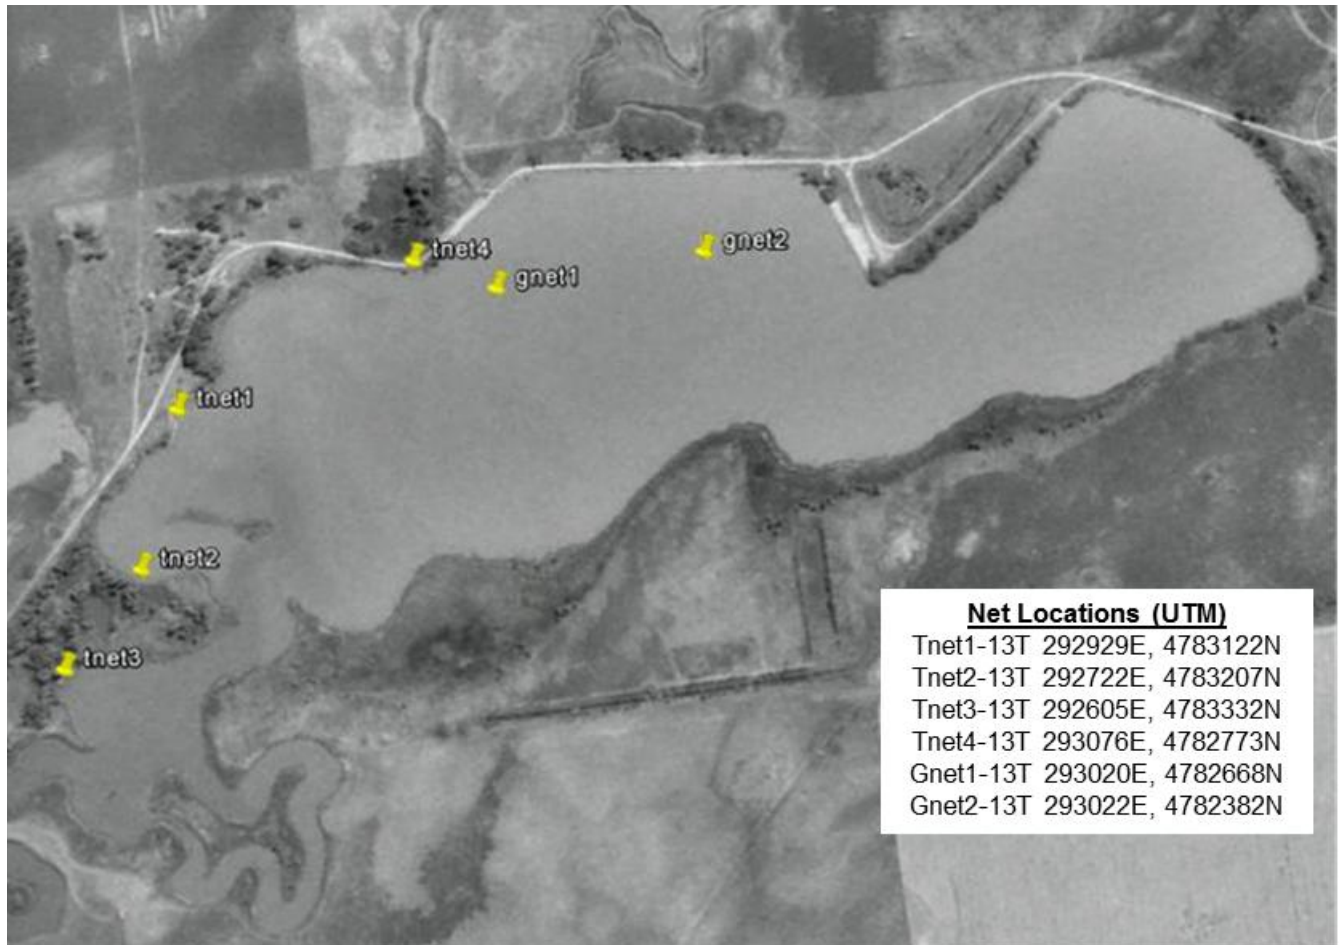 tnet4
gnet2
gnet1
tnet1
tnet2
tnet3
Net Locations (UTM)
Tnet1-13T 292929E, 4783122N
Tnet2-13T 292722E, 4783207N
Tnet3-13T 292605E, 4783332N
Tnet4-13T 293076E, 4782773N
Gnet1-13T 293020E, 4782668N
Gnet2-13T 293022E, 4782382N